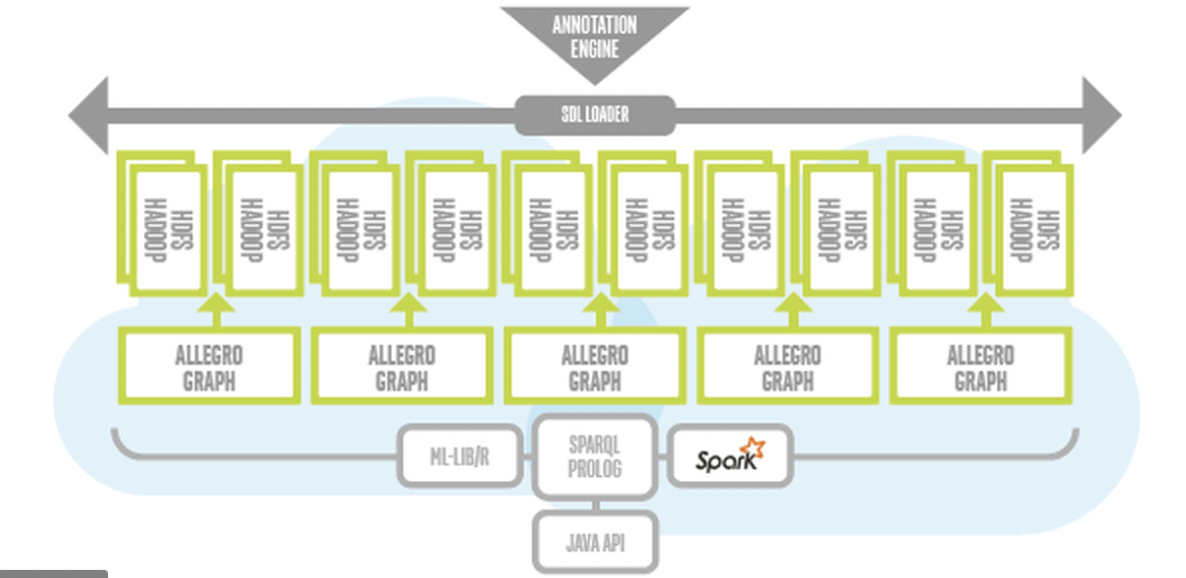 ANNOTATION
ENGINE
SDL LOADER
HDFS
HADOOP
HDFS
HADOOP
HDFS
HADOOP
HDFS
HADOOP
HDFS
HADOOP
HDFS
HADOOP
HDFS
HADOOP
HDFS
HADOOP
HDFS
HADOOP
HDFS
HADOOP
ALLEGRO
GRAPH
ALLEGRO
GRAPH
ALLEGRO
GRAPH
ALLEGRO
GRAPH
ALLEGRO
GRAPH
ML-LIB/R
SPARQL
PROLOG
Spark
JAVA API